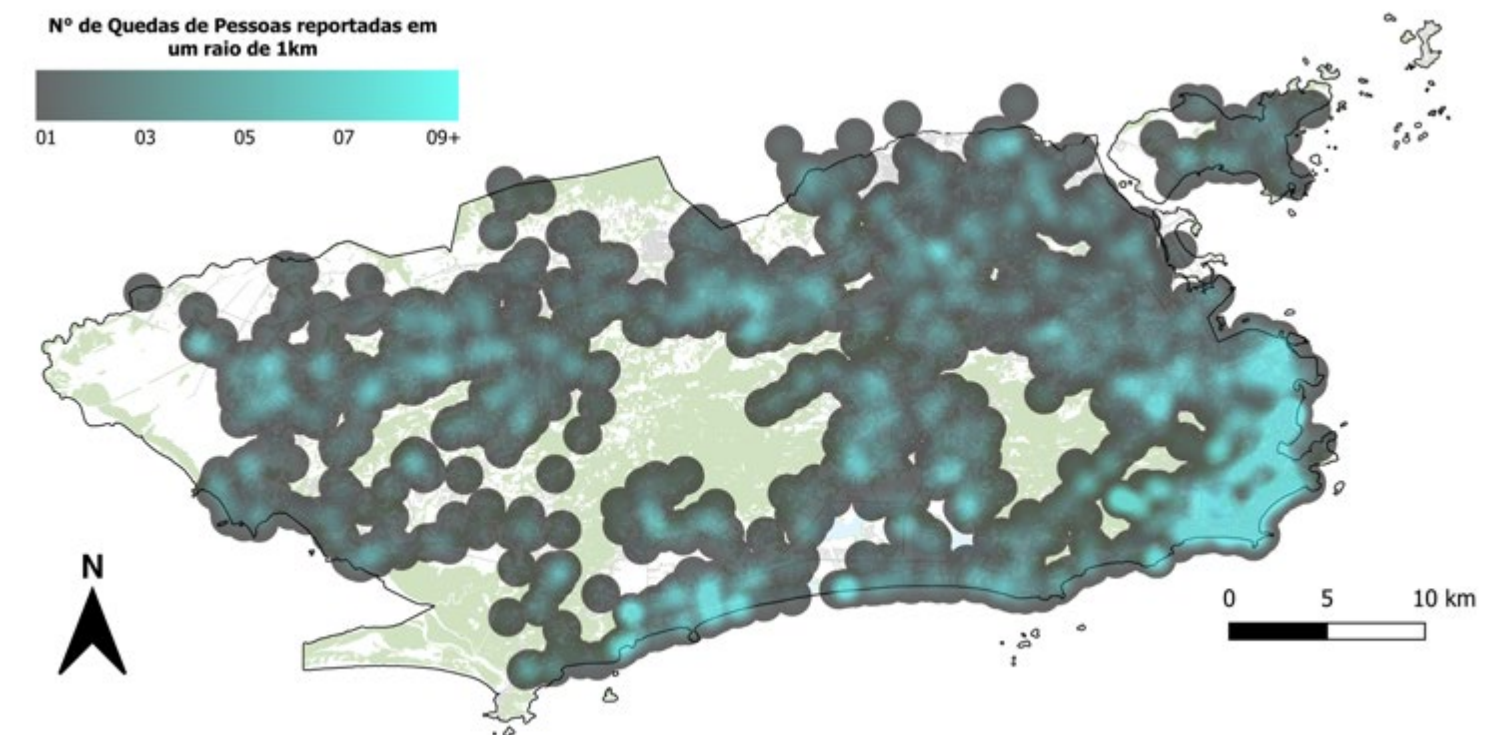 N° de Quedas de Pessoas reportadas em
um raio de 1km
01 03 05 07 09+
N
0 5 10 km